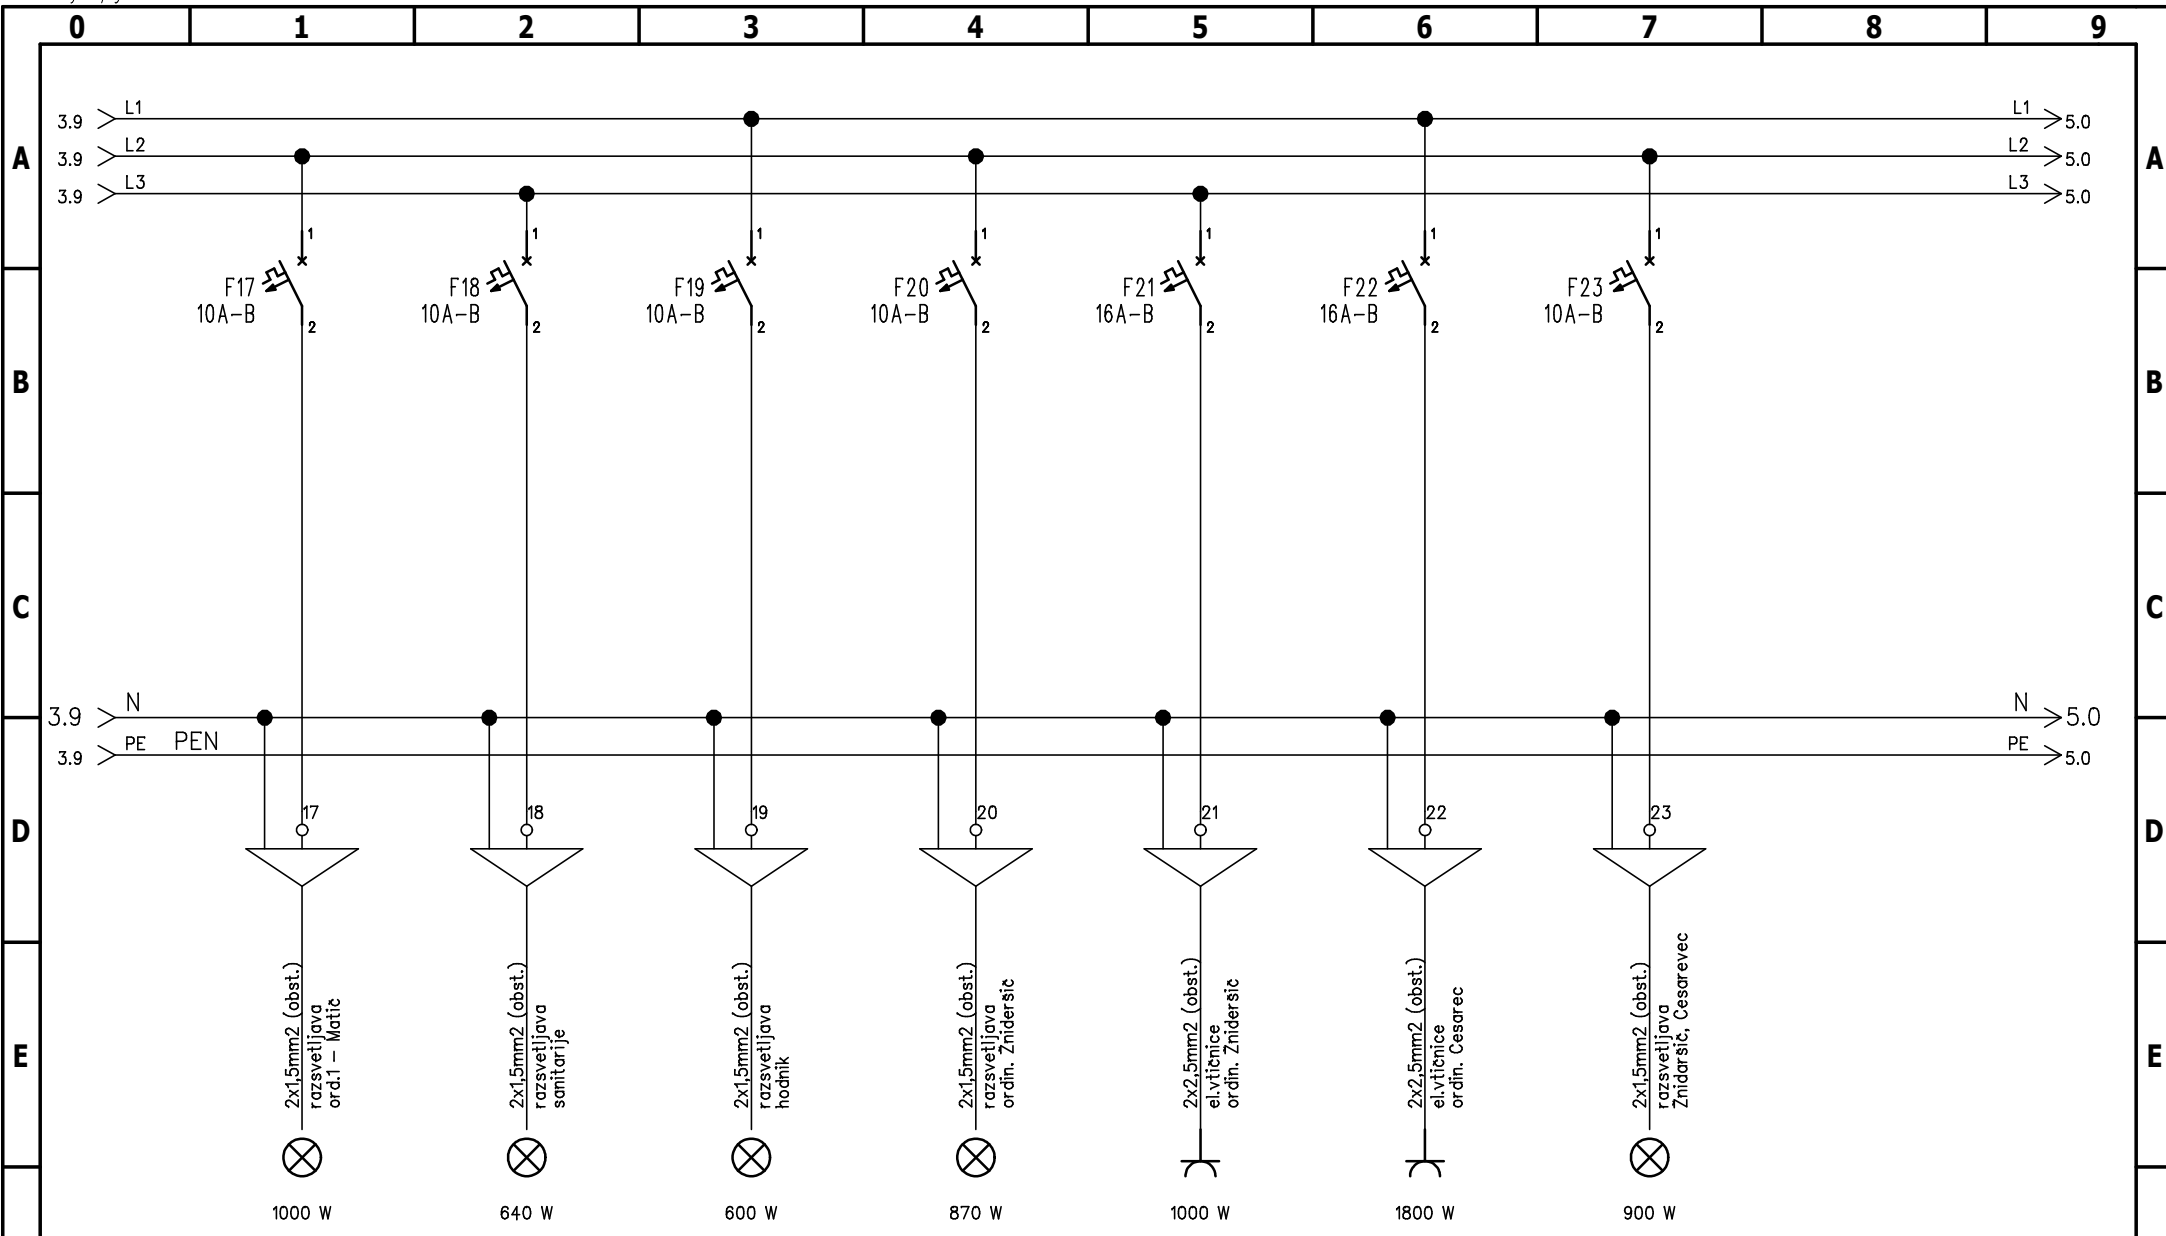 0 1 2 3 4 5 6 7 8 9
3.9 L1 L1 5.0
A 3.9 L2 L2 5.0 A
3.9 L3 L3 5.0
1 1 1 1 1 1 1
F17 F18 F19 F20 F21 F22 F23
10A-B 10A-B 10A-B 10A-B 16A-B 16A-B 10A-B
2 2 2 2 2 2 2
B B
C C
3.9 N N 5.0
3.9 PE PEN PE 5.0
17 18 19 20 21 22 23
D D
E E
2x1,5mm2 (obst.)
razsvetljava
ord.1 - Matič
2x1,5mm2 (obst.)
razsvetljava
sanitarije
2x1,5mm2 (obst.)
razsvetljava
hodnik
2x1,5mm2 (obst.)
razsvetljava
ordin. Žnideršič
2x2,5mm2 (obst.)
el.vtičnice
ordin. Žnideršič
2x2,5mm2 (obst.)
el.vtičnice
ordin. Cesarec
2x1,5mm2 (obst.)
razsvetljava
Žnidaršič, Cesarevec
1000 W 640 W 600 W 870 W 1000 W 1800 W 900 W